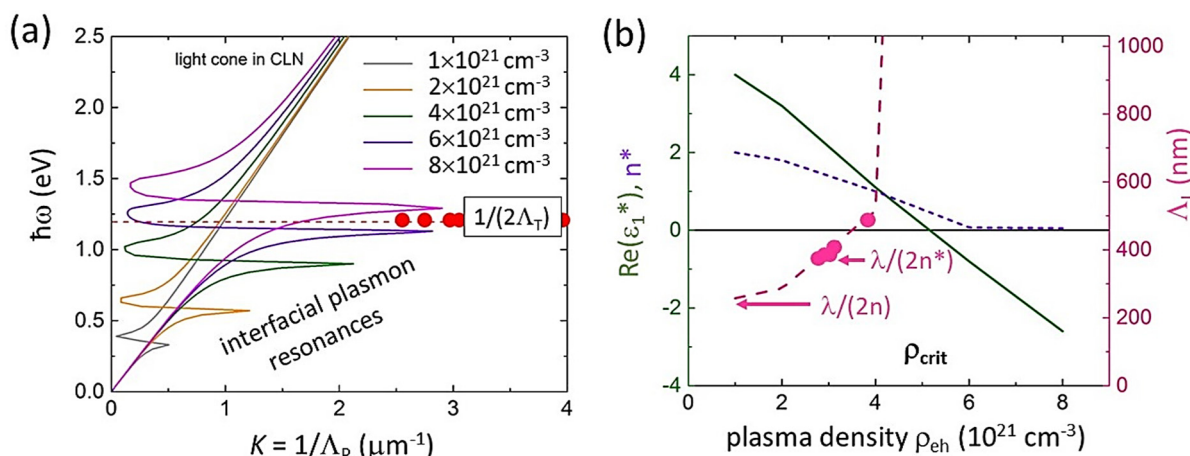 (a)
2.5
2.0
1.5
1.0
0.5
0.0
ħω (eV)
light cone in CLN
1×10²¹ cm⁻³
2×10²¹ cm⁻³
4×10²¹ cm⁻³
6×10²¹ cm⁻³
8×10²¹ cm⁻³
1/(2Λ_T)
interfacial plasmon
resonances
0
1
2
3
4
K = 1/Λ_P (µm⁻¹)
(b)
4
2
0
-2
-4
Re(ε₁*), n*
λ/(2n*)
λ/(2n)
ρ_crit
1000
800
600
400
200
0
(nm)
0
2
4
6
8
plasma density ρ_eh (10²¹ cm⁻³)